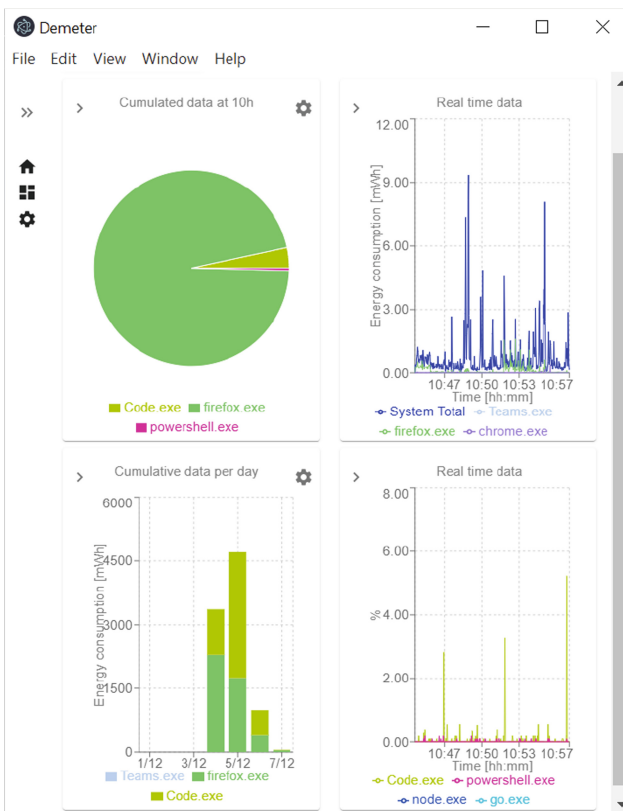 Demeter
File Edit View Window Help
Cumulated data at 10h
Code.exe firefox.exe
powershell.exe
Real time data
12.00
9.00
6.00
3.00
0.00
Energy consumption [mWh]
10:47 10:50 10:53 10:57
Time [hh:mm]
System Total Teams.exe
firefox.exe chrome.exe
Cumulative data per day
6000
4500
3000
1500
0
Energy consumption [mWh]
1/12 3/12 5/12 7/12
Teams.exe firefox.exe
Code.exe
Real time data
8.00
6.00
4.00
2.00
0.00
%
10:47 10:50 10:53 10:57
Time [hh:mm]
Code.exe powershell.exe
node.exe go.exe